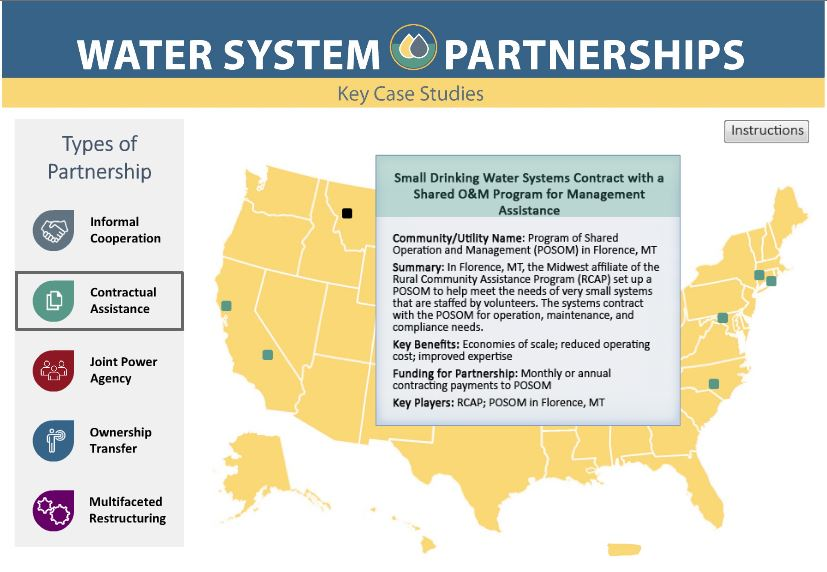 WATER SYSTEM PARTNERSHIPS
Key Case Studies
Instructions
Types of
Partnership
Informal
Cooperation
Contractual
Assistance
Joint Power
Agency
Ownership
Transfer
Multifaceted
Restructuring
Small Drinking Water Systems Contract with a
Shared O&M Program for Management
Assistance
Community/Utility Name: Program of Shared
Operation and Management (POSOM) in Florence, MT
Summary: In Florence, MT, the Midwest affiliate of the
Rural Community Assistance Program (RCAP) set up a
POSOM to help meet the needs of very small systems
that are staffed by volunteers. The systems contract
with the POSOM for operation, maintenance, and
compliance needs.
Key Benefits: Economies of scale; reduced operating
cost; improved expertise
Funding for Partnership: Monthly or annual
contracting payments to POSOM
Key Players: RCAP; POSOM in Florence, MT